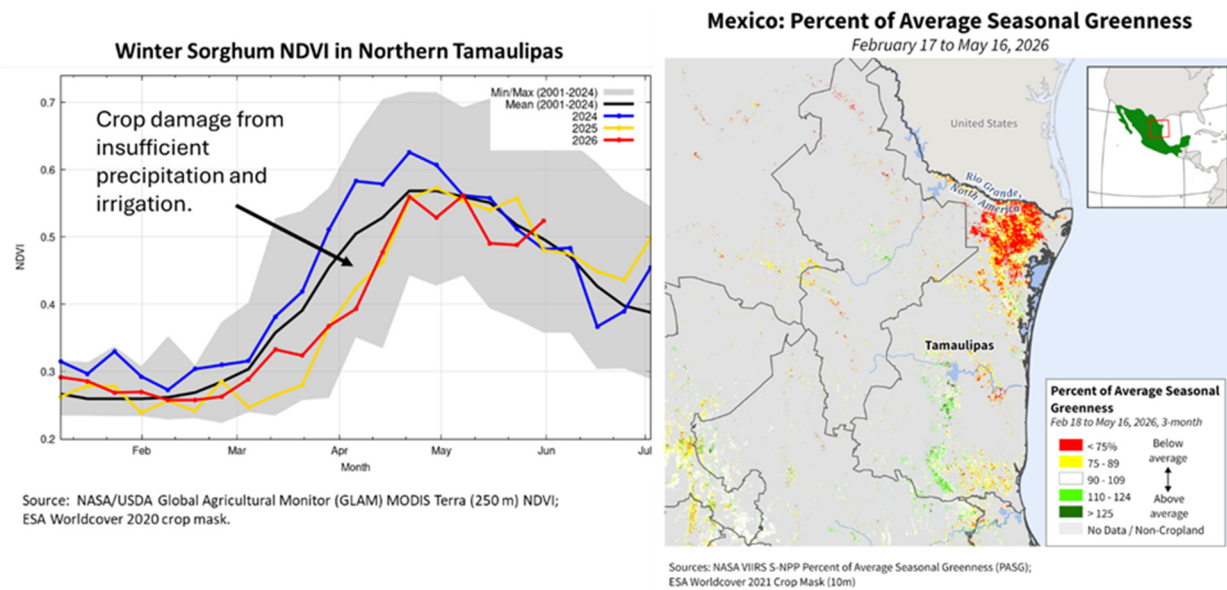 Winter Sorghum NDVI in Northern Tamaulipas
Min/Max (2001-2024)
Mean (2001-2024)
2024
2025
2026
Crop damage from
insufficient
precipitation and
irrigation.
0.7
0.6
0.5
0.4
0.3
0.2
NDVI
Feb
Mar
Apr
May
Jun
Jul
Month
Source: NASA/USDA Global Agricultural Monitor (GLAM) MODIS Terra (250 m) NDVI;
ESA Worldcover 2020 crop mask.
Mexico: Percent of Average Seasonal Greenness
February 17 to May 16, 2026
United States
Rio Grande,
North America
Tamaulipas
Percent of Average Seasonal
Greenness
Feb 18 to May 16, 2026, 3-month
< 75%
75 - 89
90 - 109
110 - 124
> 125
No Data / Non-Cropland
Below
average
Above
average
Sources: NASA VIIRS S-NPP Percent of Average Seasonal Greenness (PASG);
ESA Worldcover 2021 Crop Mask (10m)